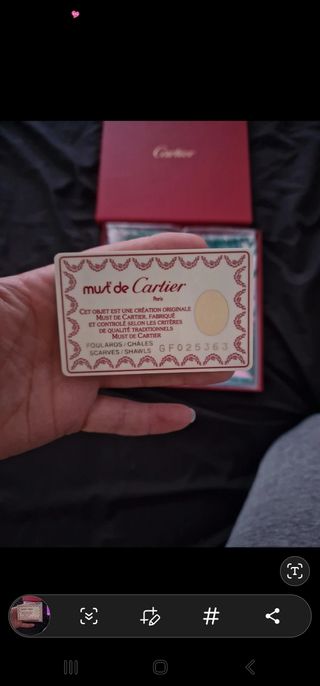 Cartier
must de Cartier
Paris
CET OBJET EST UNE CRÉATION ORIGINALE
MUST DE CARTIER, FABRIQUÉ
ET CONTRÔLÉ SELON LES CRITÈRES
DE QUALITÉ TRADITIONNELS
MUST DE CARTIER
FOULARDS/CHALES
SCARVES/SHAWLS GF025363